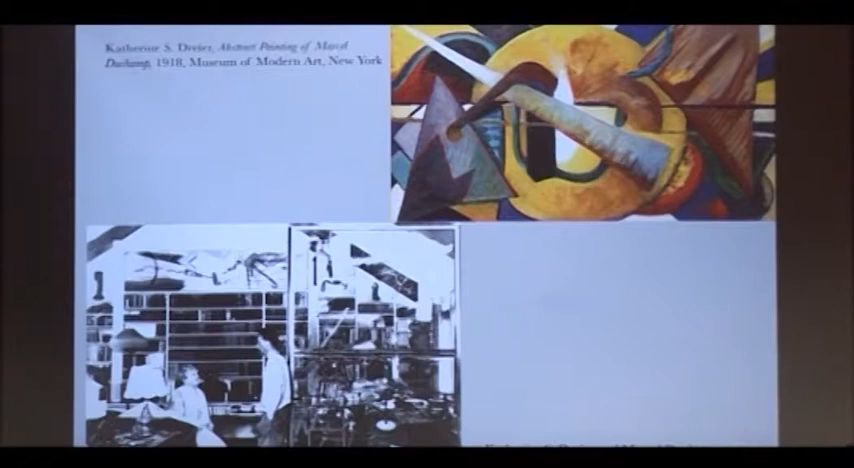 Katherine S. Dreier, Abstract Painting of Marcel
Duchamp, 1918, Museum of Modern Art, New York